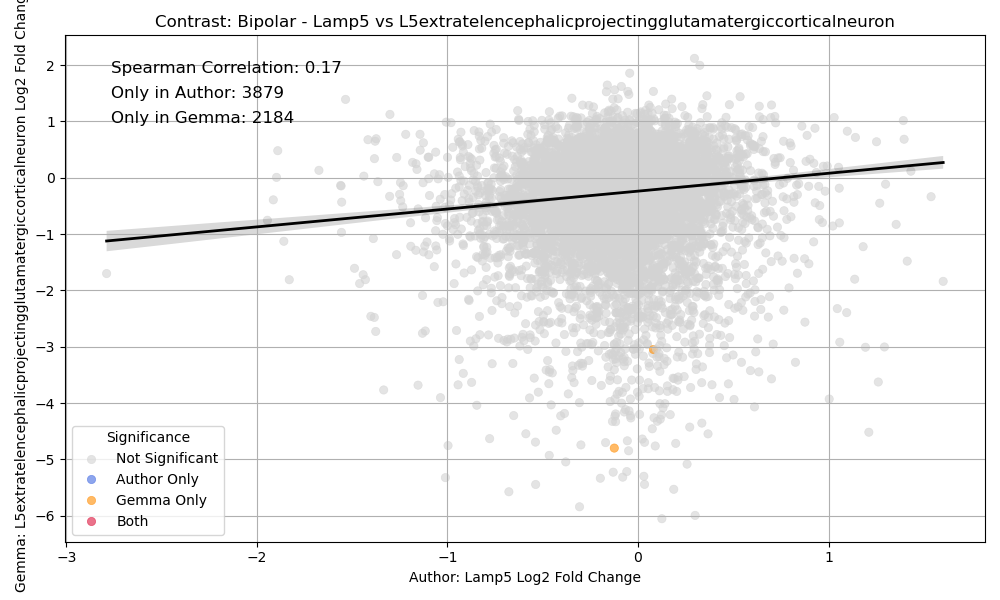 Contrast: Bipolar - Lamp5 vs L5extratelencephalicprojectingglutamatergiccorticalneuron
Spearman Correlation: 0.17
Only in Author: 3879
Only in Gemma: 2184
2
1
0
−1
−2
−3
−4
−5
−6
Gemma: L5extratelencephalicprojectingglutamatergiccorticalneuron Log2 Fold Chang
Significance
Not Significant
Author Only
Gemma Only
Both
−3
−2
−1
0
1
Author: Lamp5 Log2 Fold Change